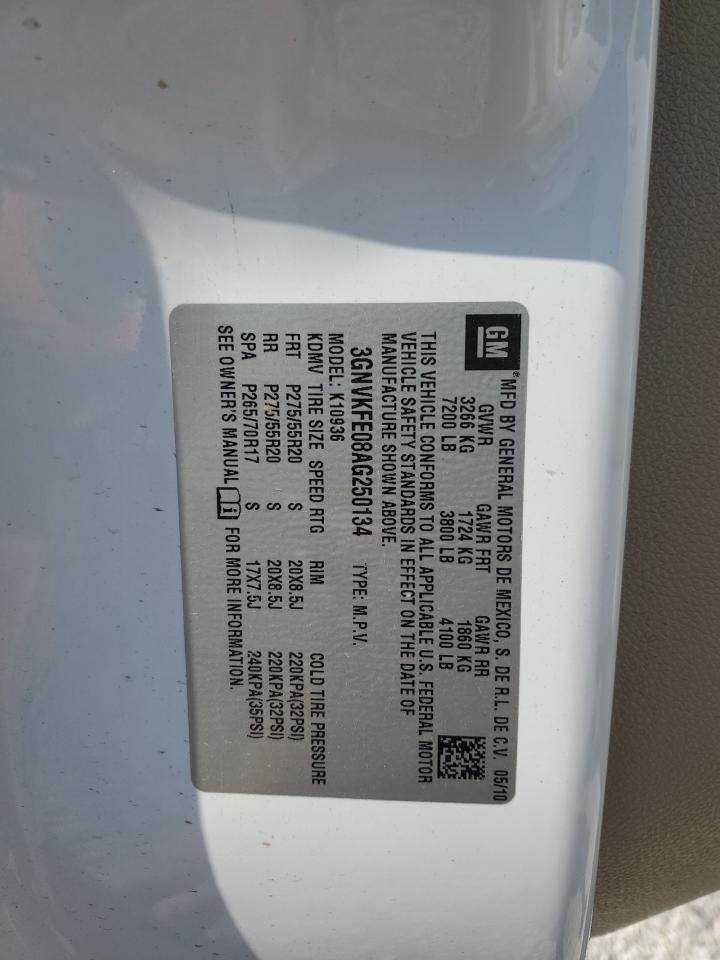 GM
® MFD BY GENERAL MOTORS DE MEXICO, S. DE R.L. DE C.V. 05/10
GVWR GAWR FRT GAWR RR
3266 KG 1724 KG 1860 KG
7200 LB 3800 LB 4100 LB
THIS VEHICLE CONFORMS TO ALL APPLICABLE U.S. FEDERAL MOTOR
VEHICLE SAFETY STANDARDS IN EFFECT ON THE DATE OF
MANUFACTURE SHOWN ABOVE.
3GNVKFE08AG250134 TYPE: M.P.V.
MODEL: K10936
KDMV TIRE SIZE SPEED RTG RIM COLD TIRE PRESSURE
FRT P275/55R20 S 20X8.5J 220KPA(32PSI)
RR P275/55R20 S 20X8.5J 220KPA(32PSI)
SPA P265/70R17 S 17X7.5J 240KPA(35PSI)
SEE OWNER'S MANUAL i FOR MORE INFORMATION.